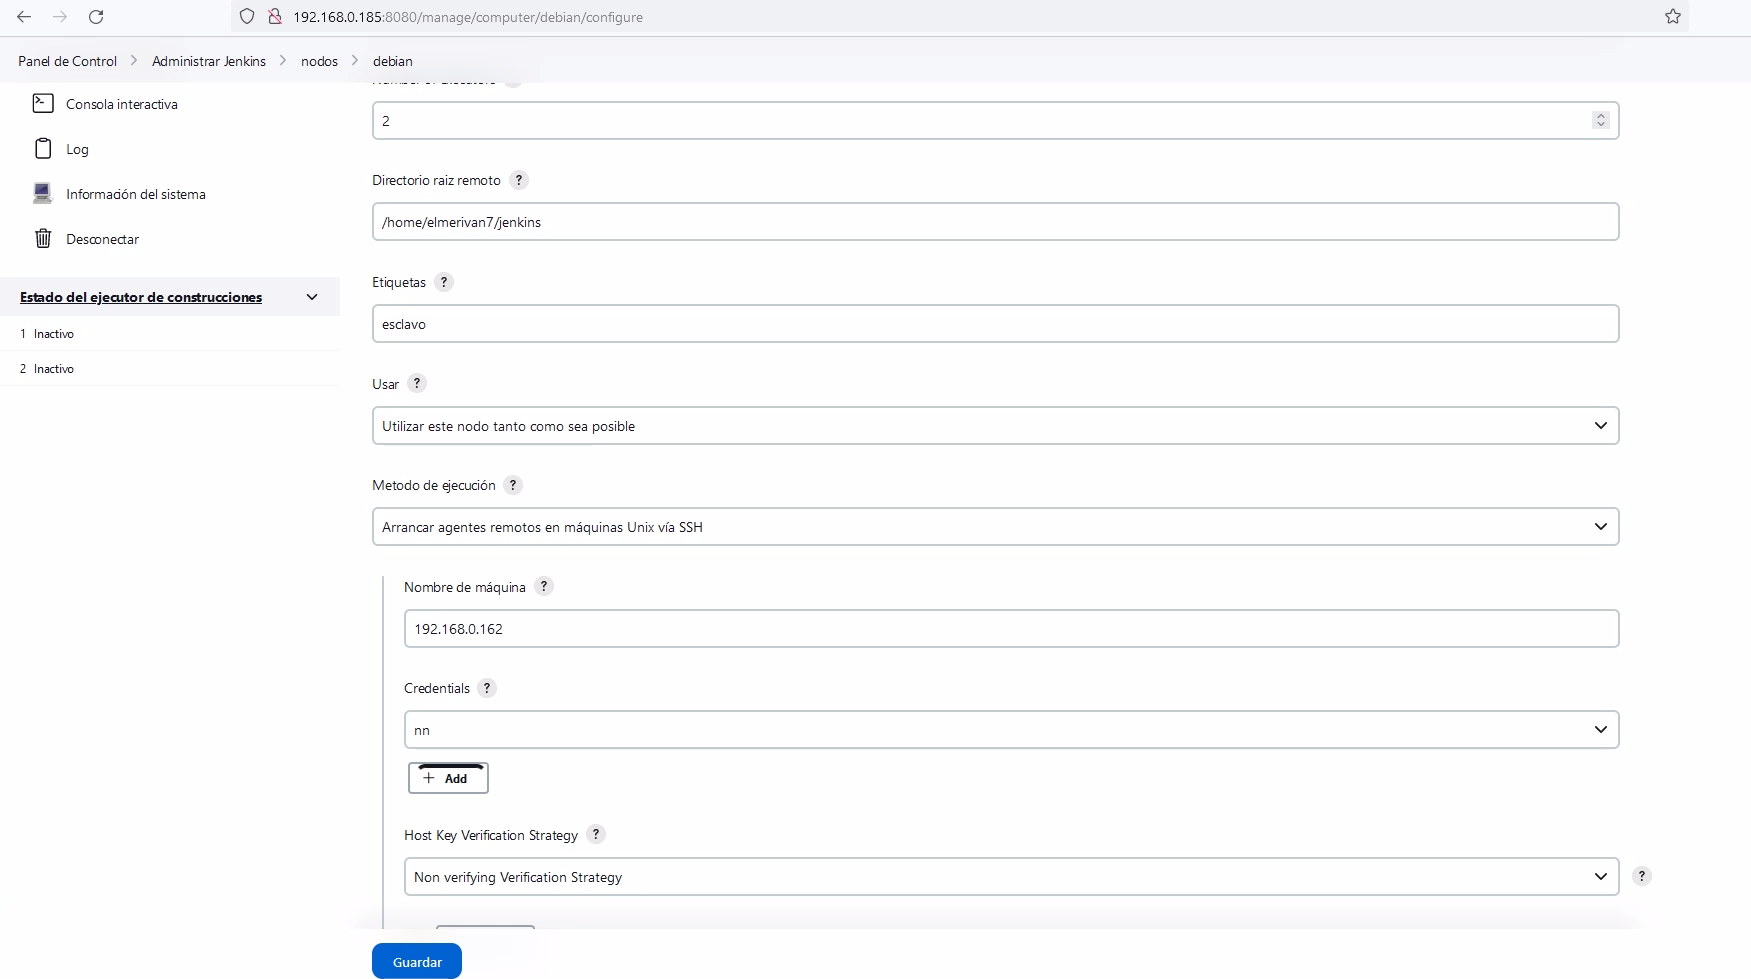 192.168.0.185:8080/manage/computer/debian/configure
Panel de Control > Administrar Jenkins > nodos > debian
Consola interactiva
Log
Información del sistema
Desconectar
Estado del ejecutor de construcciones
1 Inactivo
2 Inactivo
2
Directorio raiz remoto ?
/home/elmerivan7/jenkins
Etiquetas ?
esclavo
Usar ?
Utilizar este nodo tanto como sea posible
Metodo de ejecución ?
Arrancar agentes remotos en máquinas Unix vía SSH
Nombre de máquina ?
192.168.0.162
Credentials ?
nn
+ Add
Host Key Verification Strategy ?
Non verifying Verification Strategy
?
Guardar